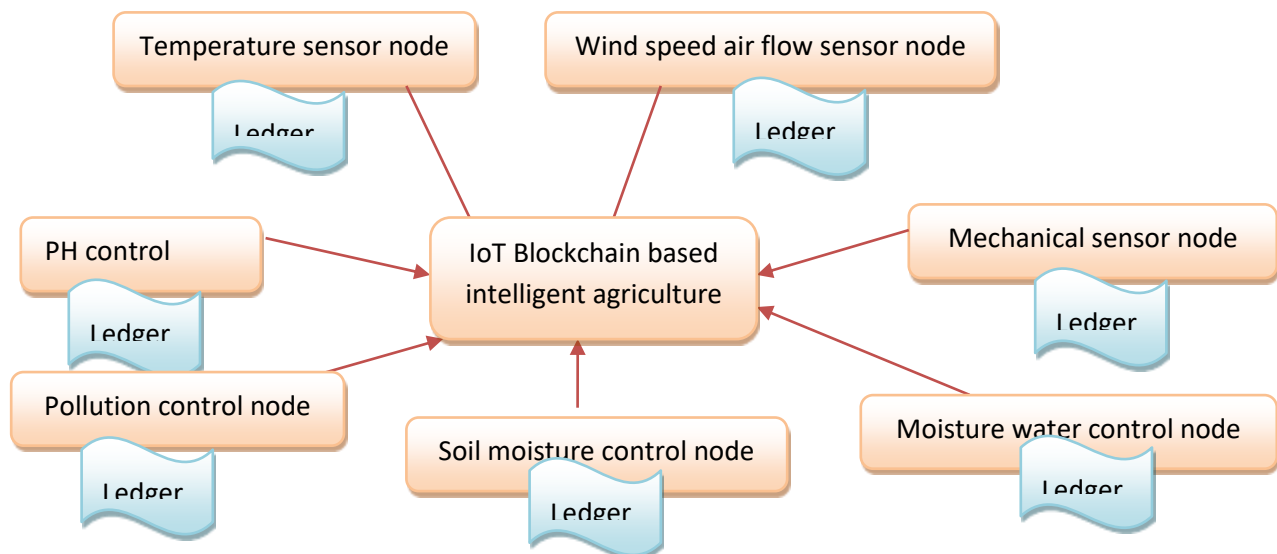 Temperature sensor node
Wind speed air flow sensor node
Ledger
Ledger
PH control
IoT Blockchain based
intelligent agriculture
Mechanical sensor node
Ledger
Ledger
Pollution control node
Soil moisture control node
Moisture water control node
Ledger
Ledger
Ledger